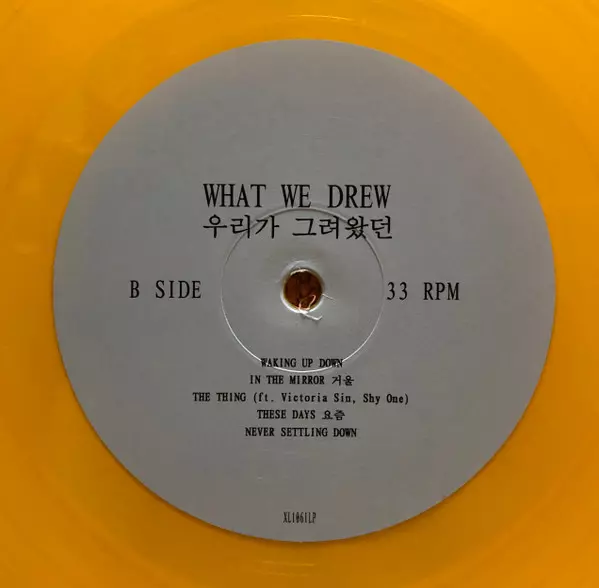 WHAT WE DREW
우리가 그려왔던
B SIDE 33 RPM
WAKING UP DOWN
IN THE MIRROR 거울
THE THING (ft. Victoria Sin, Shy One)
THESE DAYS 요즘
NEVER SETTLING DOWN
XL1061LP